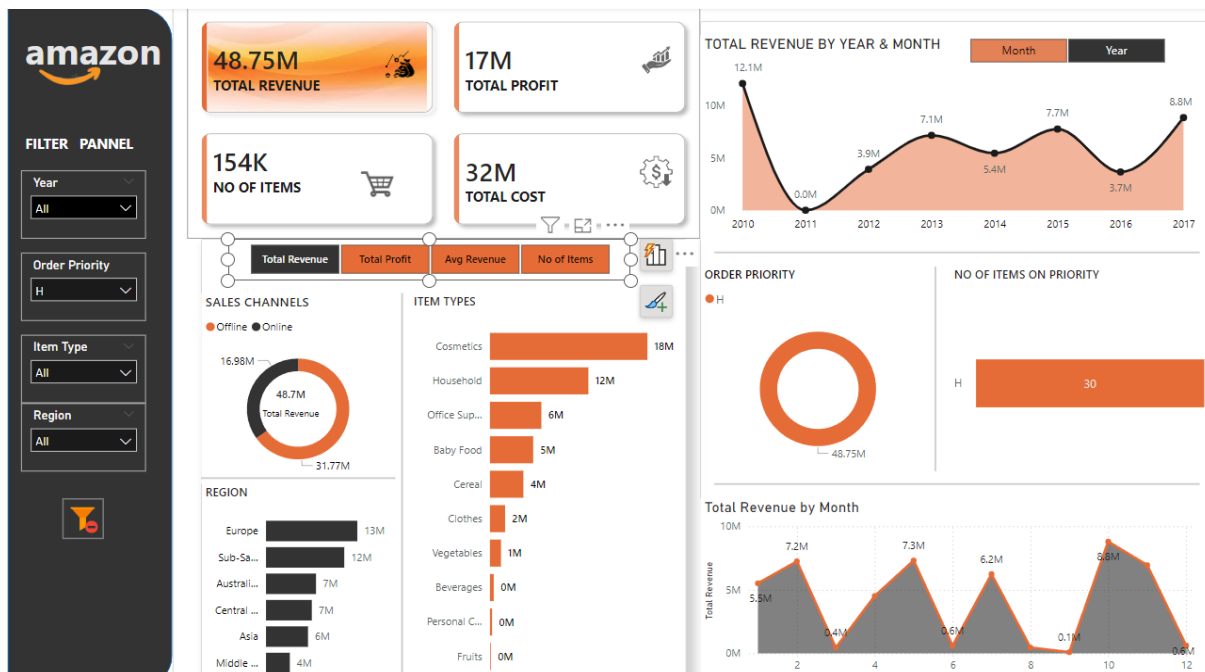 amazon
FILTER PANNEL
Year
All
Order Priority
H
Item Type
All
Region
All
48.75M
TOTAL REVENUE
17M
TOTAL PROFIT
154K
NO OF ITEMS
32M
TOTAL COST
Total Revenue
Total Profit
Avg Revenue
No of Items
SALES CHANNELS
Offline
Online
16.98M
48.7M
Total Revenue
31.77M
REGION
Europe
13M
Sub-Sa...
12M
Australi...
7M
Central ...
7M
Asia
6M
Middle ...
4M
ITEM TYPES
Cosmetics
18M
Household
12M
Office Sup...
6M
Baby Food
5M
Cereal
4M
Clothes
2M
Vegetables
1M
Beverages
0M
Personal C...
0M
Fruits
0M
TOTAL REVENUE BY YEAR & MONTH
Month
Year
12.1M
0.0M
3.9M
7.1M
5.4M
7.7M
3.7M
8.8M
10M
5M
0M
2010
2011
2012
2013
2014
2015
2016
2017
ORDER PRIORITY
H
48.75M
NO OF ITEMS ON PRIORITY
H
30
Total Revenue by Month
Total Revenue
10M
5M
0M
5.5M
7.2M
0.4M
7.3M
0.6M
6.2M
0.1M
8.8M
0.6M
2
4
6
8
10
12